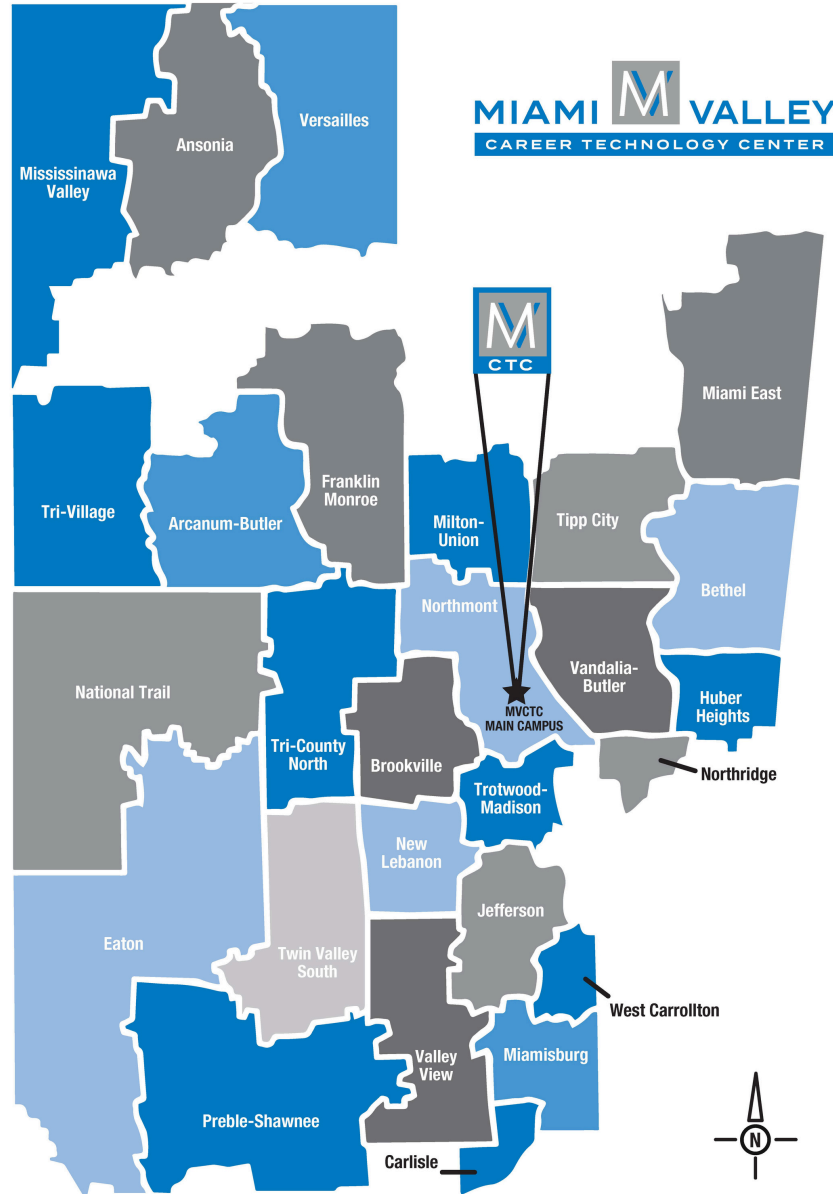 MIAMI MV VALLEY
CAREER TECHNOLOGY CENTER
Versailles
Ansonia
Mississinawa
Valley
MV
CTC
Miami East
Tri-Village
Arcanum-Butler
Franklin
Monroe
Milton-
Union
Tipp City
Bethel
Northmont
National Trail
Vandalia-
Butler
Huber
Heights
MVCTC
MAIN CAMPUS
Tri-County
North
Brookville
Northridge
Trotwood-
Madison
New
Lebanon
Jefferson
Eaton
Twin Valley
South
West Carrollton
Valley
View
Miamisburg
Preble-Shawnee
Carlisle
N